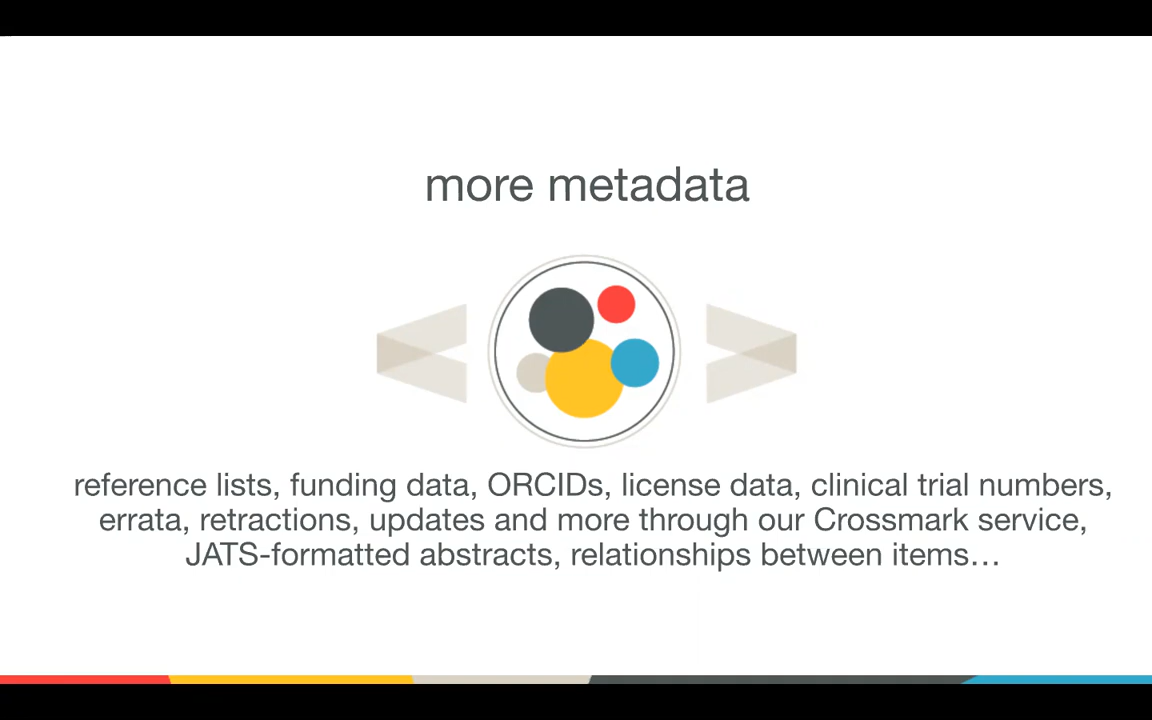 more metadata
reference lists, funding data, ORCIDs, license data, clinical trial numbers,
errata, retractions, updates and more through our Crossmark service,
JATS-formatted abstracts, relationships between items…